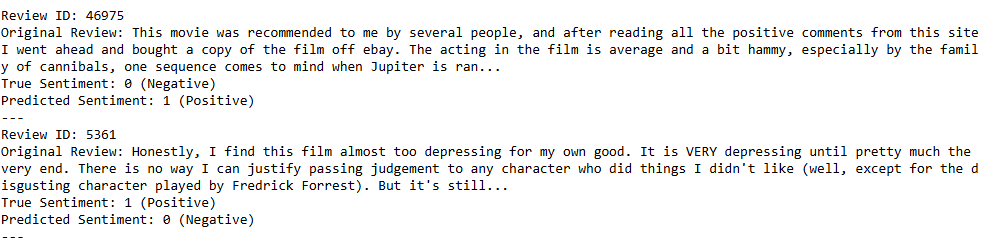 Review ID: 46975
Original Review: This movie was recommended to me by several people, and after reading all the positive comments from this site
I went ahead and bought a copy of the film off ebay. The acting in the film is average and a bit hammy, especially by the famil
y of cannibals, one sequence comes to mind when Jupiter is ran...
True Sentiment: 0 (Negative)
Predicted Sentiment: 1 (Positive)
---
Review ID: 5361
Original Review: Honestly, I find this film almost too depressing for my own good. It is VERY depressing until pretty much the
very end. There is no way I can justify passing judgement to any character who did things I didn't like (well, except for the d
isgusting character played by Fredrick Forrest). But it's still...
True Sentiment: 1 (Positive)
Predicted Sentiment: 0 (Negative)
---